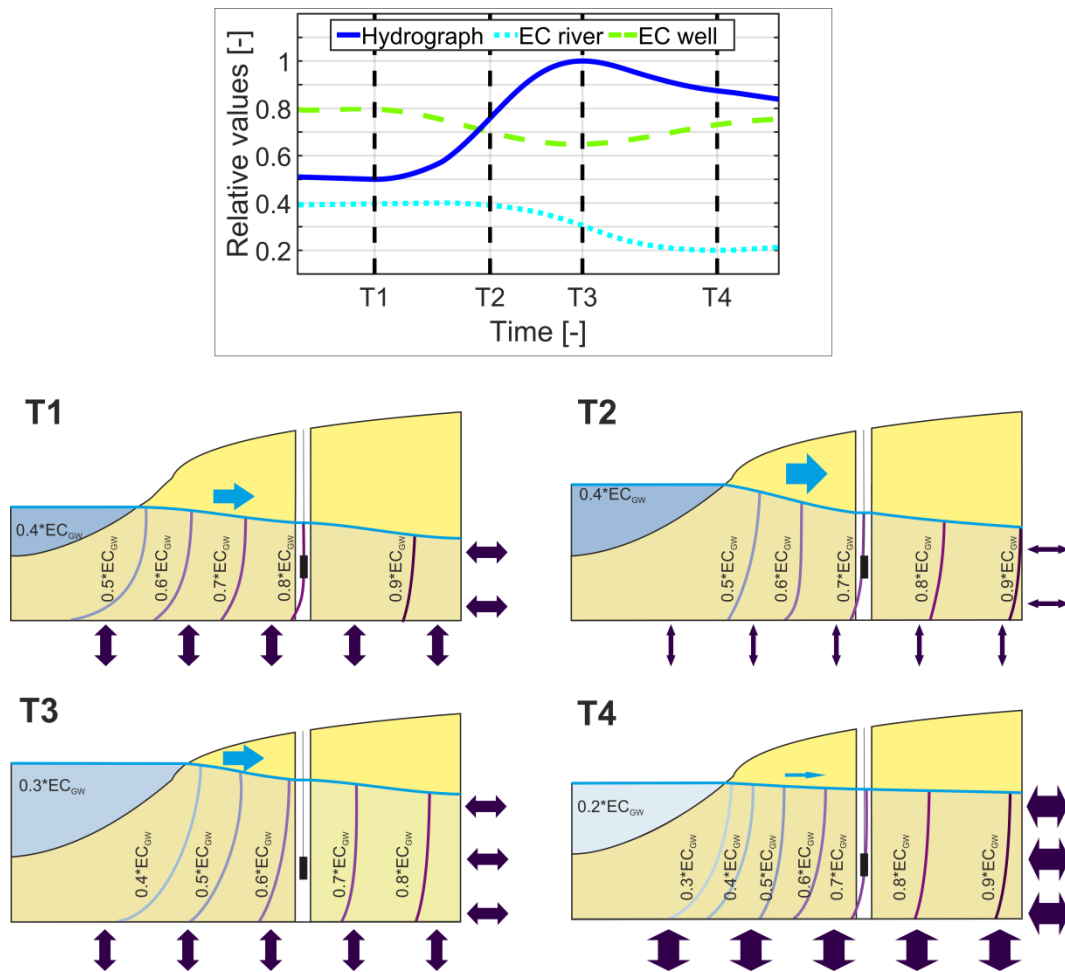 Hydrograph EC river EC well
Relative values [-]
1
0.8
0.6
0.4
0.2
T1 T2 T3 T4
Time [-]
T1
0.4*EC_GW
0.5*EC_GW
0.6*EC_GW
0.7*EC_GW
0.8*EC_GW
0.9*EC_GW
T2
0.4*EC_GW
0.5*EC_GW
0.6*EC_GW
0.7*EC_GW
0.8*EC_GW
0.9*EC_GW
T3
0.3*EC_GW
0.4*EC_GW
0.5*EC_GW
0.6*EC_GW
0.7*EC_GW
0.8*EC_GW
T4
0.2*EC_GW
0.3*EC_GW
0.4*EC_GW
0.5*EC_GW
0.6*EC_GW
0.7*EC_GW
0.8*EC_GW
0.9*EC_GW